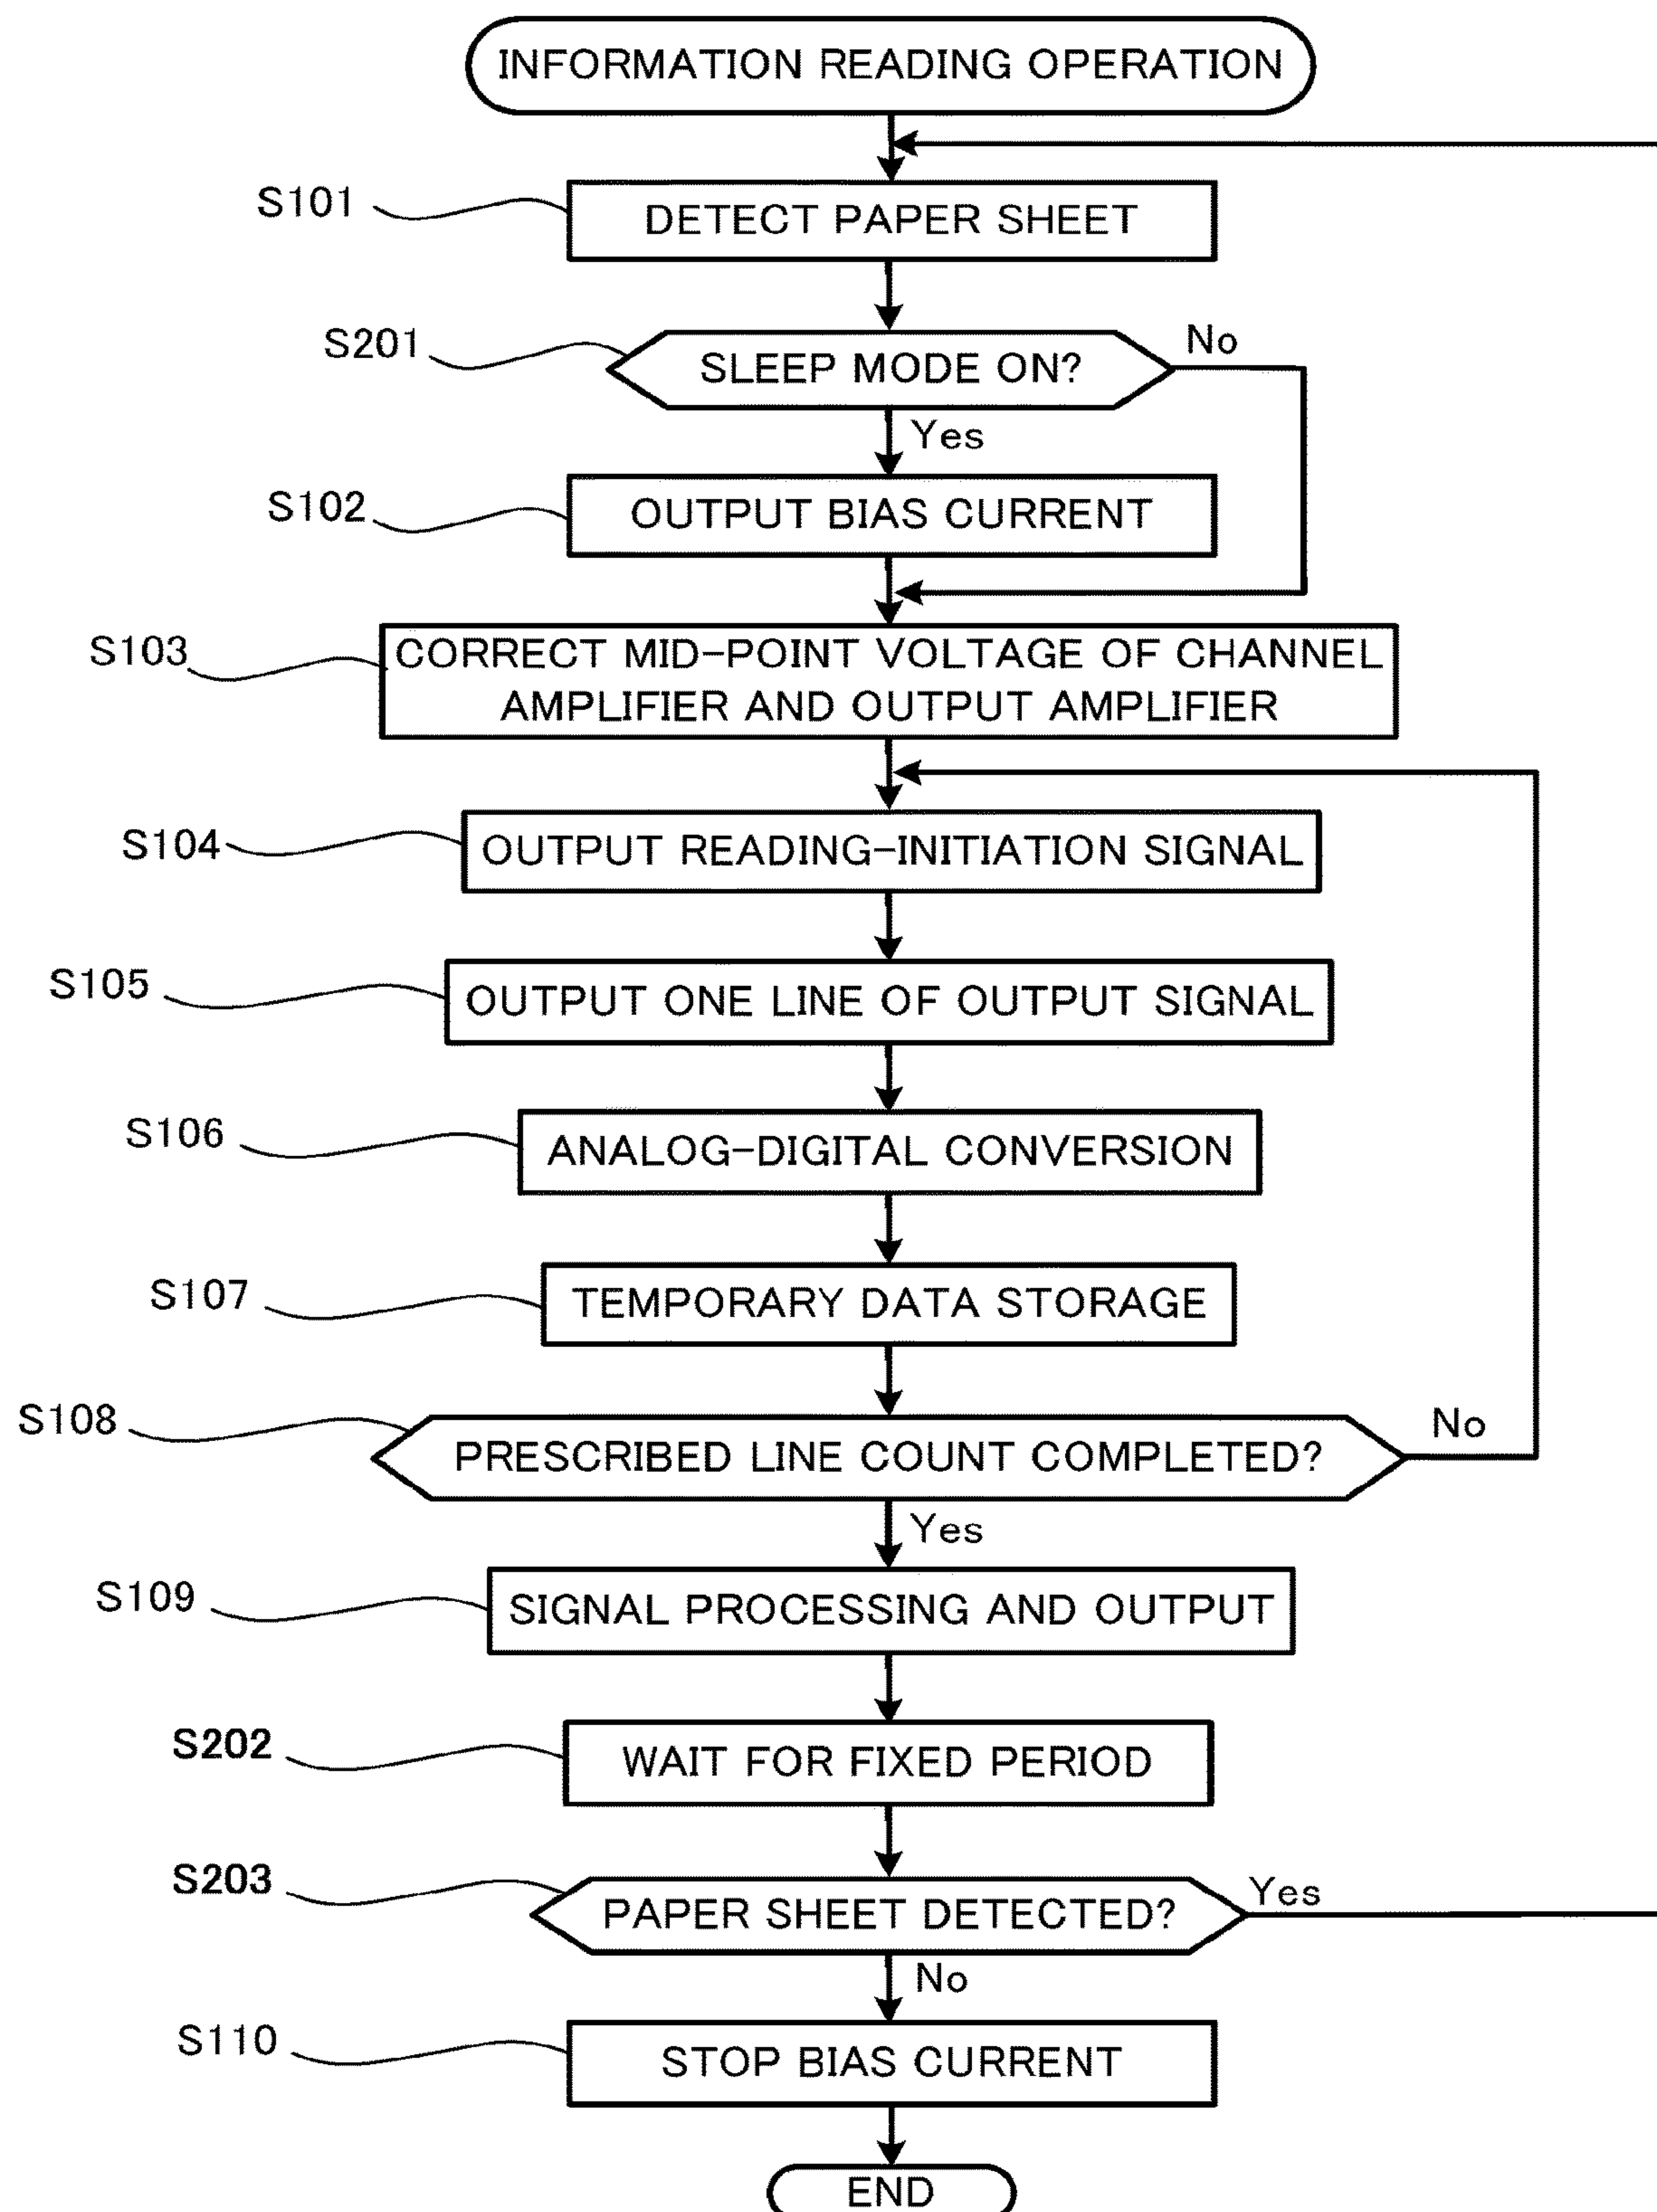 INFORMATION READING OPERATION
S101
DETECT PAPER SHEET
S201
SLEEP MODE ON?
No
Yes
S102
OUTPUT BIAS CURRENT
S103
CORRECT MID-POINT VOLTAGE OF CHANNEL
AMPLIFIER AND OUTPUT AMPLIFIER
S104
OUTPUT READING-INITIATION SIGNAL
S105
OUTPUT ONE LINE OF OUTPUT SIGNAL
S106
ANALOG-DIGITAL CONVERSION
S107
TEMPORARY DATA STORAGE
S108
PRESCRIBED LINE COUNT COMPLETED?
No
Yes
S109
SIGNAL PROCESSING AND OUTPUT
S202
WAIT FOR FIXED PERIOD
S203
PAPER SHEET DETECTED?
Yes
No
S110
STOP BIAS CURRENT
END